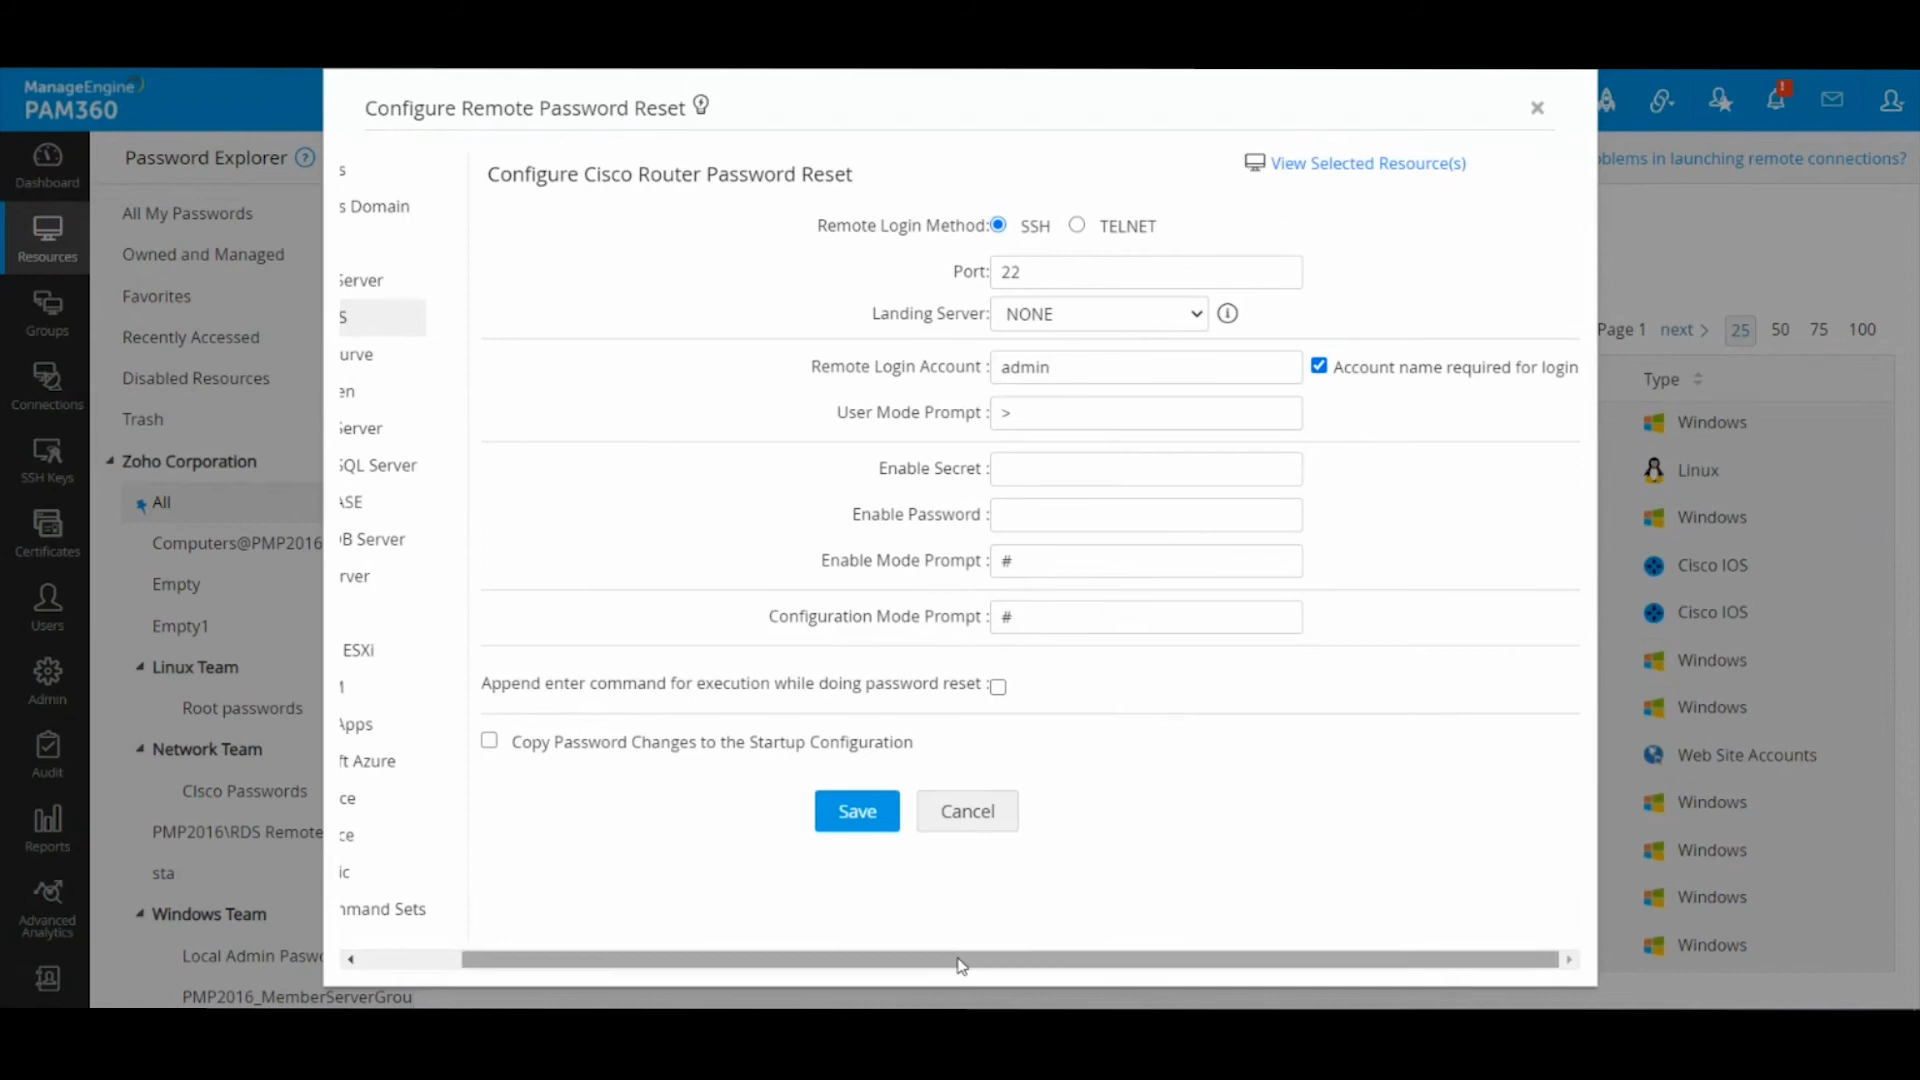 ManageEngine
PAM360
Configure Remote Password Reset
Password Explorer
Dashboard
Resources
Groups
Connections
SSH Keys
Certificates
Users
Admin
Audit
Reports
Advanced
Analytics
All My Passwords
Owned and Managed
Favorites
Recently Accessed
Disabled Resources
Trash
Zoho Corporation
All
Computers@PMP2016
Empty
Empty1
Linux Team
Root passwords
Network Team
CIsco Passwords
PMP2016\RDS Remote
sta
Windows Team
Local Admin Paswo
PMP2016_MemberServerGrou
s
s Domain
Server
S
urve
en
Server
SQL Server
ASE
DB Server
rver
ESXi
Apps
ft Azure
ce
ce
ic
mmand Sets
Configure Cisco Router Password Reset
View Selected Resource(s)
Remote Login Method: SSH TELNET
Port: 22
Landing Server: NONE
Remote Login Account : admin Account name required for login
User Mode Prompt : >
Enable Secret :
Enable Password :
Enable Mode Prompt : #
Configuration Mode Prompt : #
Append enter command for execution while doing password reset :
Copy Password Changes to the Startup Configuration
Save Cancel
oblems in launching remote connections?
Page 1 next > 25 50 75 100
Type
Windows
Linux
Windows
Cisco IOS
Cisco IOS
Windows
Windows
Web Site Accounts
Windows
Windows
Windows
Windows